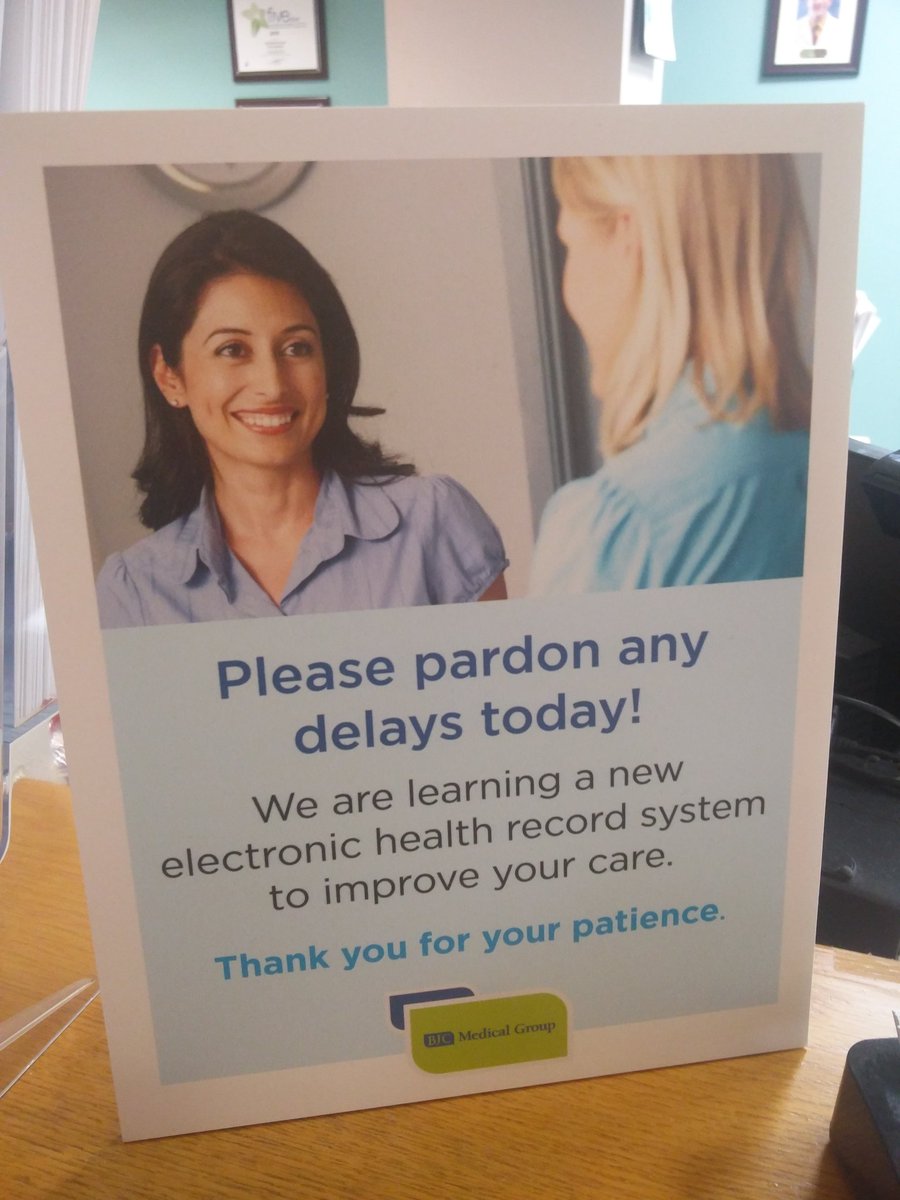 five
Please pardon any
delays today!
We are learning a new
electronic health record system
to improve your care.
Thank you for your patience.
BJC Medical Group